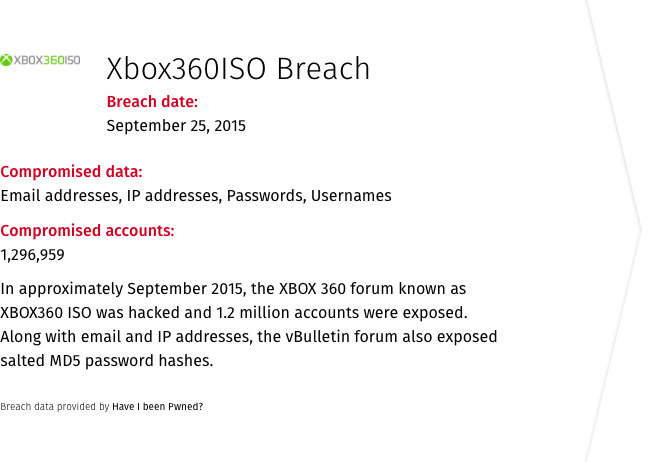 XBOX360ISO
Xbox360ISO Breach
Breach date:
September 25, 2015
Compromised data:
Email addresses, IP addresses, Passwords, Usernames
Compromised accounts:
1,296,959
In approximately September 2015, the XBOX 360 forum known as
XBOX360 ISO was hacked and 1.2 million accounts were exposed.
Along with email and IP addresses, the vBulletin forum also exposed
salted MD5 password hashes.
Breach data provided by Have I been Pwned?